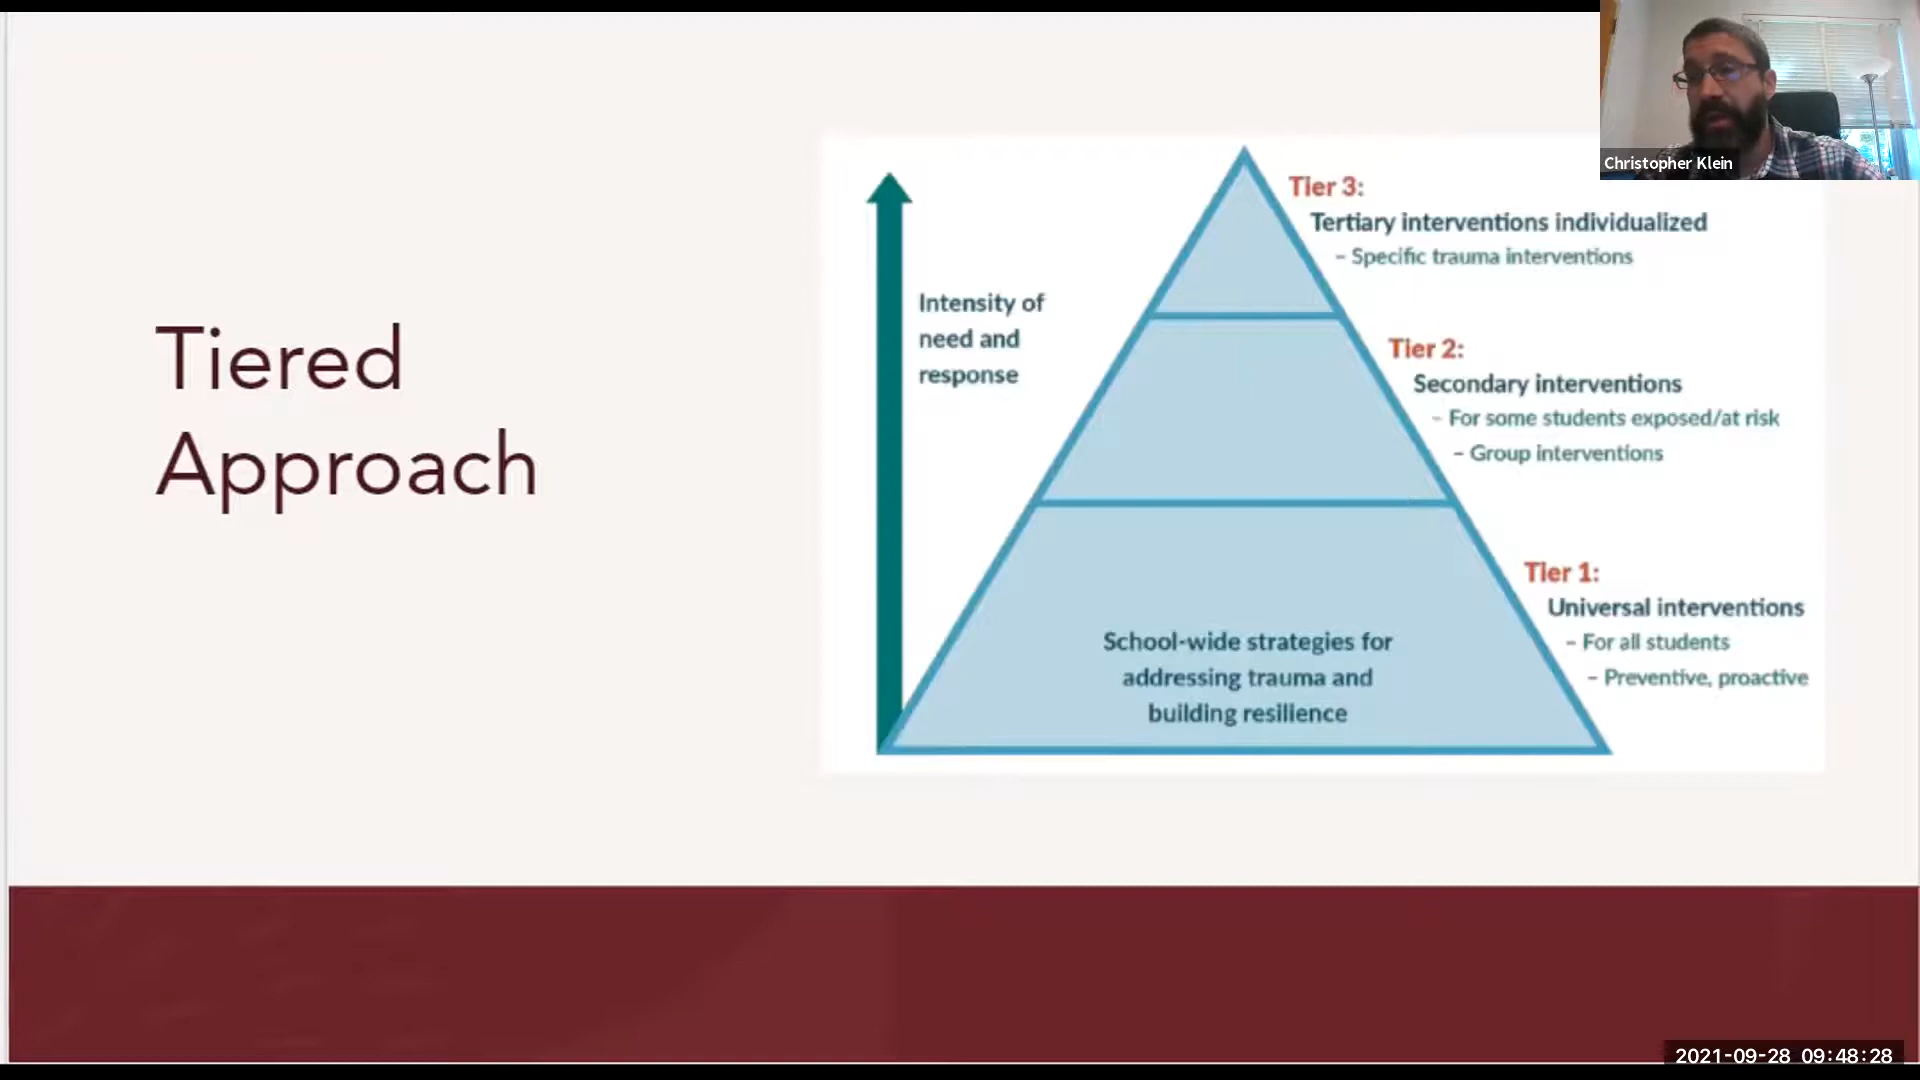 Christopher Klein
Tiered
Approach
Intensity of
need and
response
Tier 3:
Tertiary interventions individualized
– Specific trauma interventions
Tier 2:
Secondary interventions
– For some students exposed/at risk
– Group interventions
Tier 1:
Universal interventions
– For all students
– Preventive, proactive
School-wide strategies for
addressing trauma and
building resilience
2021-09-28 09:48:28